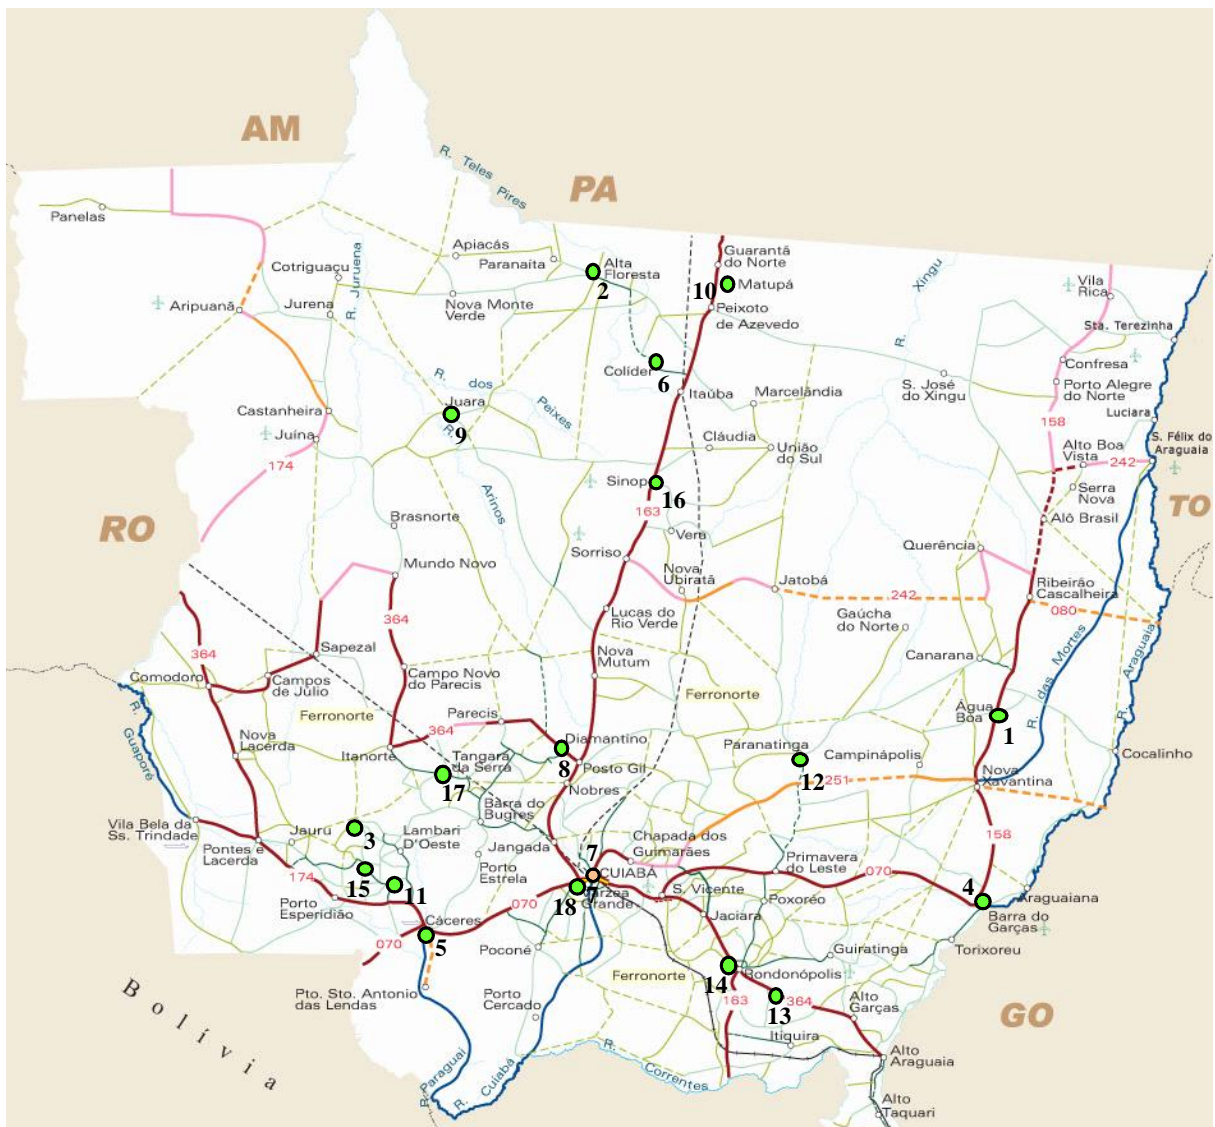 AM
PA
RO
TO
GO
Bolívia
R. Teles Pires
R. Juruena
Xingu
R.
R. dos Peixes
R.
Arinos
R. Guaporé
R. das Mortes
R. Araguaia
R. Paraguai
R. Cuiabá
R. Correntes
Panelas
Apiacás
Paranaíta
Alta
Floresta
2
Guarantã
do Norte
10
Matupá
Peixoto
de Azevedo
Vila
Rica
Cotriguaçu
Aripuanã
Jurena
Nova Monte
Verde
Sta. Terezinha
Colíder
6
Confresa
S. José
do Xingu
Porto Alegre
do Norte
Itaúba
Marcelândia
Juara
9
Castanheira
Luciara
158
Juína
174
Cláudia
União
do Sul
Alto Boa
Vista
242
S. Félix do
Araguaia
Sinop
16
163
Serra
Nova
Brasnorte
Alô Brasil
Vera
Sorriso
Querência
Mundo Novo
Nova
Ubiratã
Jatobá
242
Ribeirão
Cascalheira
080
364
364
Lucas do
Rio Verde
Gaúcha
do Norte
Sapezal
Nova
Mutum
Canarana
Comodoro
Campos
de Júlio
Campo Novo
do Parecis
Ferronorte
Ferronorte
Parecis
364
Água
Boa
1
Nova
Lacerda
Itanorte
Tangará
da Serra
17
Diamantino
8
Posto Gil
Paranatinga
12
Campinápolis
251
Cocalinho
Nova
Xavantina
Nobres
Barra do
Bugres
Vila Bela da
Ss. Trindade
Jauru
3
Lambari
D'Oeste
Pontes e
Lacerda
Jangada
Chapada dos
Guimarães
158
15
11
174
Porto
Estrela
7
CUIABÁ
7
18
Várzea
Grande
Primavera
do Leste
070
4
Porto
Esperidião
Cáceres
5
070
070
S. Vicente
Poxoréo
Jaciara
Araguaiana
Barra do
Garças
Poconé
Guiratinga
Torixoreu
Pto. Sto. Antonio
das Lendas
Porto
Cercado
Ferronorte
14
Rondonópolis
163
13
364
Alto
Garças
Itiquira
Alto
Araguaia
Alto
Taquari